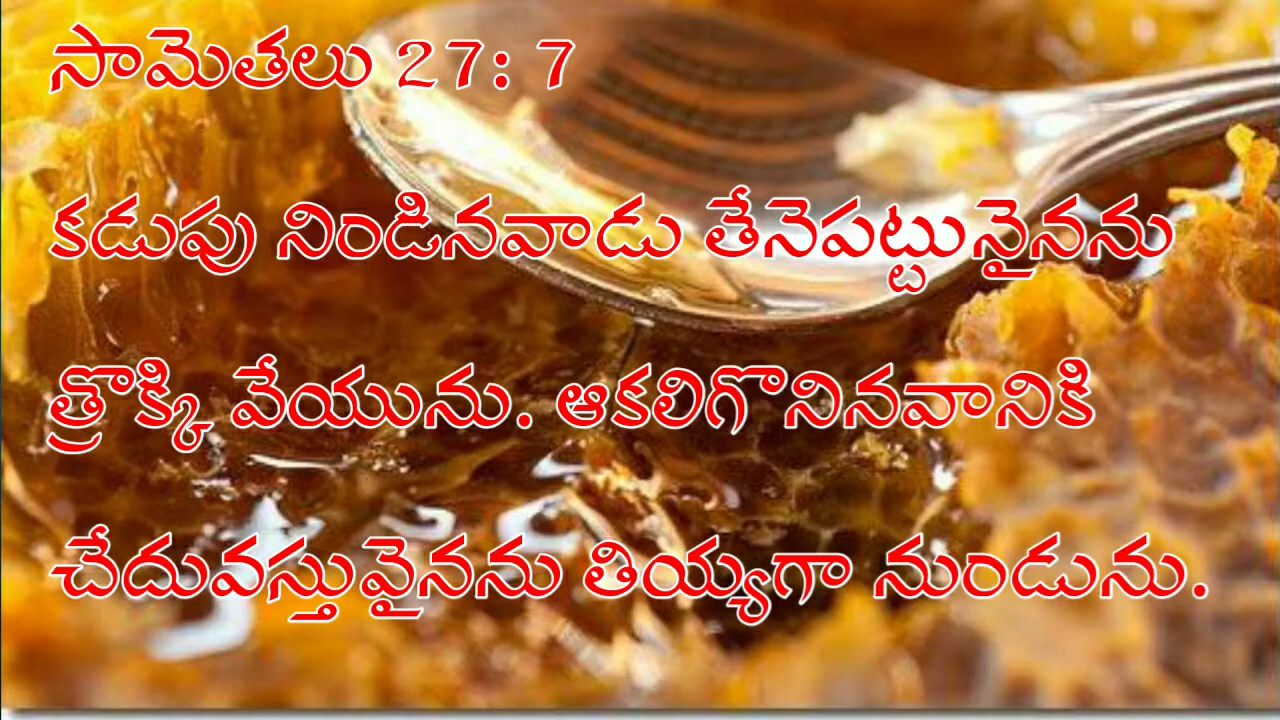 సామెతలు 27: 7
కడుపు నిండినవాడు తేనెపట్టునైనను
త్రొక్కి వేయును. ఆకలిగొనినవానికి
చేదువస్తువైనను తియ్యగా నుండును.